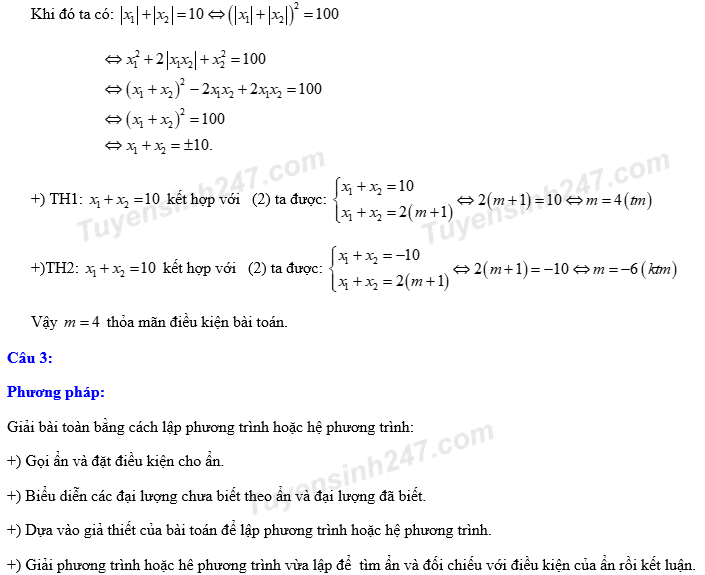 Khi đó ta có: |x₁|+|x₂|=10 ⇔ (|x₁|+|x₂|)² = 100
⇔ x₁² + 2|x₁x₂| + x₂² = 100
⇔ (x₁ + x₂)² − 2x₁x₂ + 2x₁x₂ = 100
⇔ (x₁ + x₂)² = 100
⇔ x₁ + x₂ = ±10.
+) TH1: x₁ + x₂ = 10 kết hợp với (2) ta được: {x₁ + x₂ = 10; x₁ + x₂ = 2(m+1)} ⇔ 2(m+1) = 10 ⇔ m = 4 (tm)
+)TH2: x₁ + x₂ = 10 kết hợp với (2) ta được: {x₁ + x₂ = −10; x₁ + x₂ = 2(m+1)} ⇔ 2(m+1) = −10 ⇔ m = −6 (ktm)
Vậy m = 4 thỏa mãn điều kiện bài toán.
Câu 3:
Phương pháp:
Giải bài toàn bằng cách lập phương trình hoặc hệ phương trình:
+) Gọi ẩn và đặt điều kiện cho ẩn.
+) Biểu diễn các đại lượng chưa biết theo ẩn và đại lượng đã biết.
+) Dựa vào giả thiết của bài toán để lập phương trình hoặc hệ phương trình.
+) Giải phương trình hoặc hê phương trình vừa lập để tìm ẩn và đối chiếu với điều kiện của ẩn rồi kết luận.
Tuyensinh247.com
Tuyensinh247.com
Tuyensinh247.com